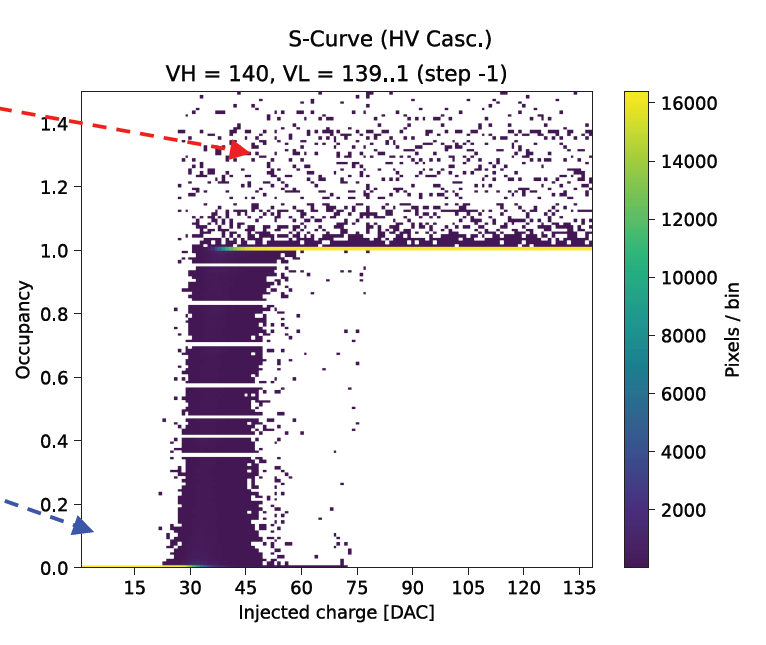 S-Curve (HV Casc.)
VH = 140, VL = 139..1 (step -1)
1.4
1.2
1.0
0.8
0.6
0.4
0.2
0.0
Occupancy
15 30 45 60 75 90 105 120 135
Injected charge [DAC]
16000
14000
12000
10000
8000
6000
4000
2000
Pixels / bin